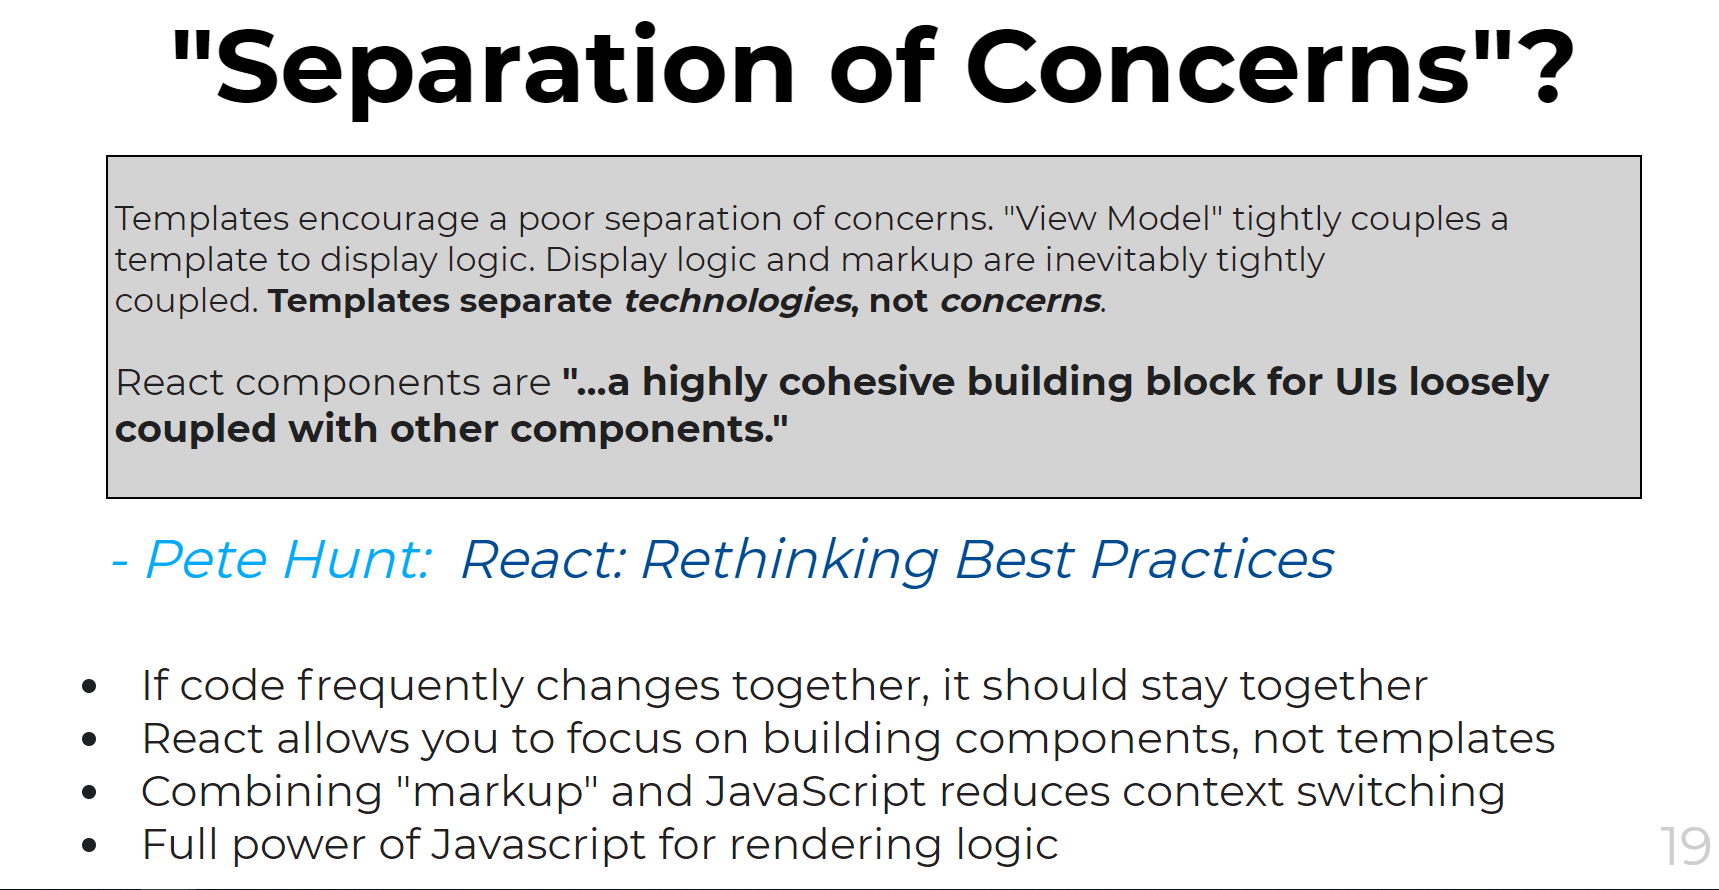 "Separation of Concerns"?
Templates encourage a poor separation of concerns. "View Model" tightly couples a
template to display logic. Display logic and markup are inevitably tightly
coupled. Templates separate technologies, not concerns.
React components are "...a highly cohesive building block for UIs loosely
coupled with other components."
- Pete Hunt: React: Rethinking Best Practices
• If code frequently changes together, it should stay together
• React allows you to focus on building components, not templates
• Combining "markup" and JavaScript reduces context switching
• Full power of Javascript for rendering logic
19